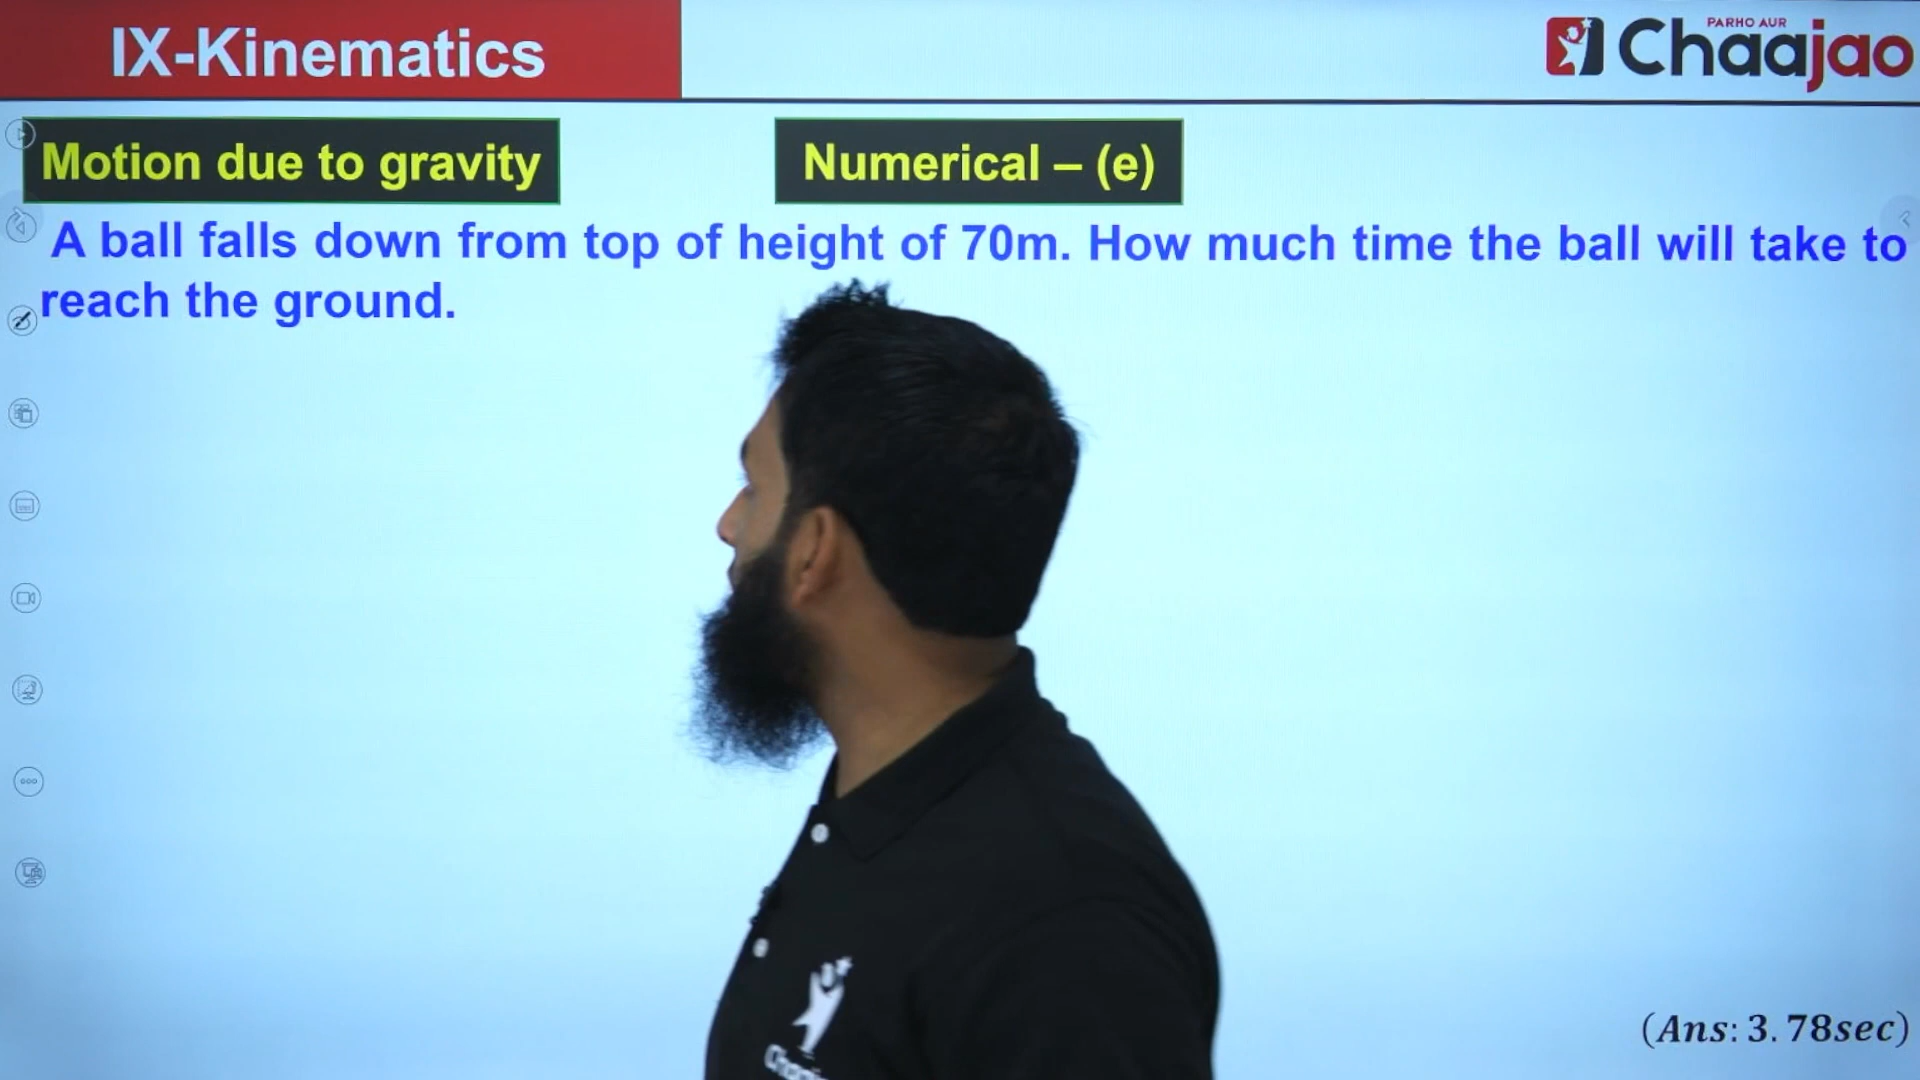 IX-Kinematics
PARHO AUR
Chaajao
Motion due to gravity
Numerical – (e)
A ball falls down from top of height of 70m. How much time the ball will take to
reach the ground.
(Ans: 3.78sec)